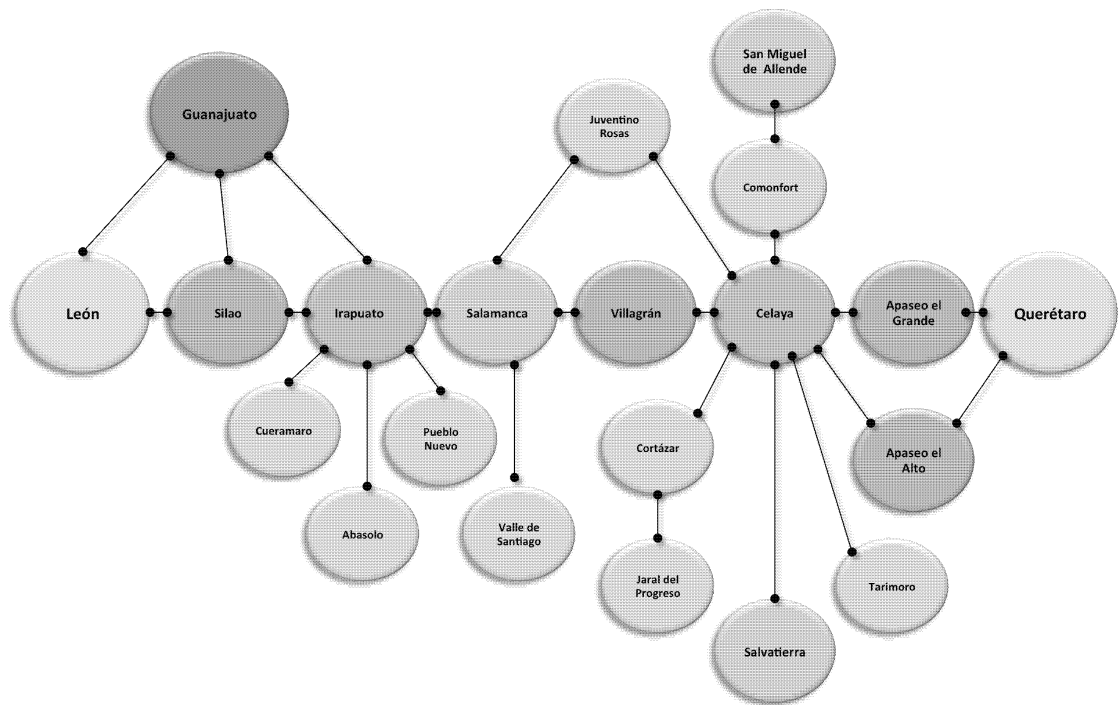 San Miguel
de Allende
Guanajuato
Juventino
Rosas
Comonfort
León
Silao
Irapuato
Salamanca
Villagrán
Celaya
Apaseo el
Grande
Querétaro
Cueramaro
Pueblo
Nuevo
Cortázar
Apaseo el
Alto
Abasolo
Valle de
Santiago
Jaral del
Progreso
Tarimoro
Salvatierra